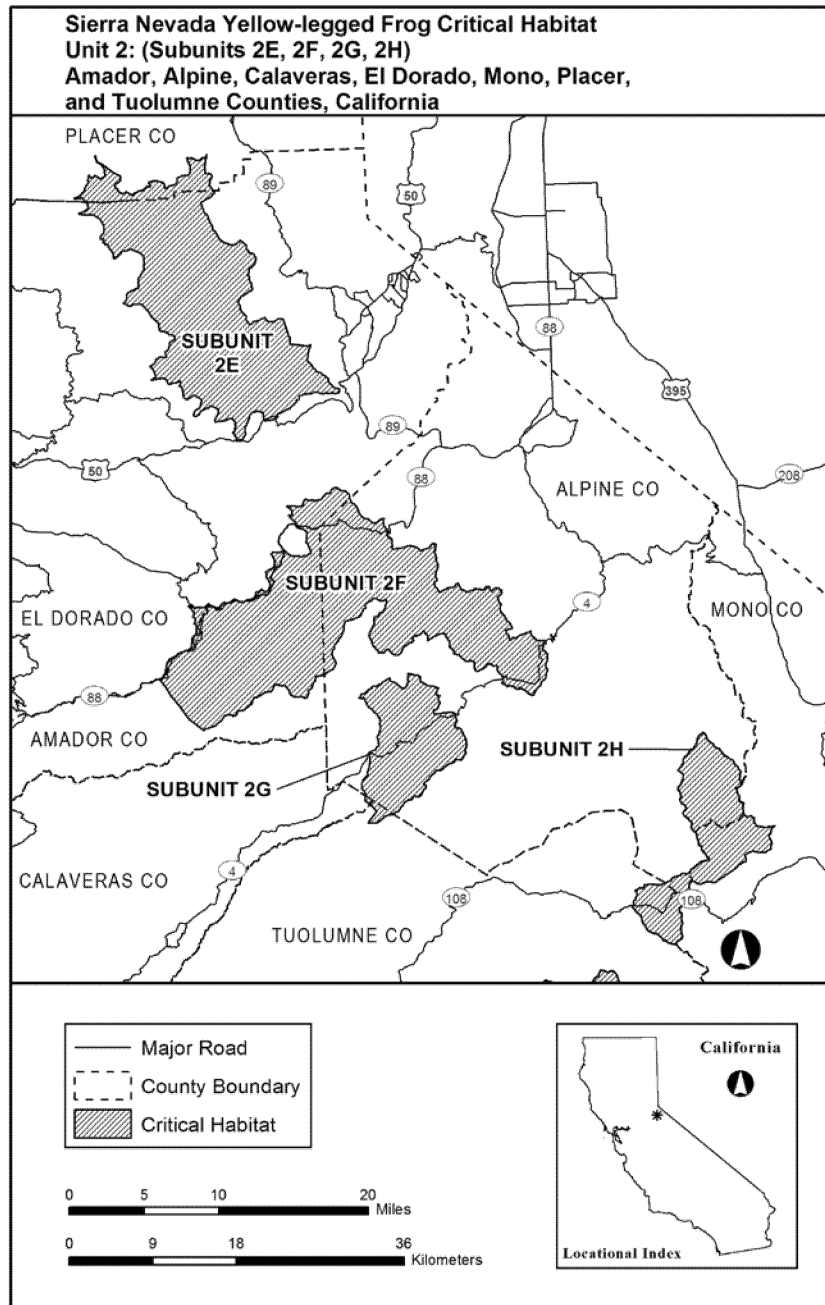 Sierra Nevada Yellow-legged Frog Critical Habitat
Unit 2: (Subunits 2E, 2F, 2G, 2H)
Amador, Alpine, Calaveras, El Dorado, Mono, Placer,
and Tuolumne Counties, California
PLACER CO
89
50
88
SUBUNIT
2E
395
89
50
88
ALPINE CO
208
SUBUNIT 2F
4
EL DORADO CO
MONO CO
88
AMADOR CO
SUBUNIT 2H
SUBUNIT 2G
CALAVERAS CO
4
108
108
TUOLUMNE CO
Major Road
County Boundary
Critical Habitat
California
0 5 10 20
Miles
0 9 18 36
Kilometers
Locational Index